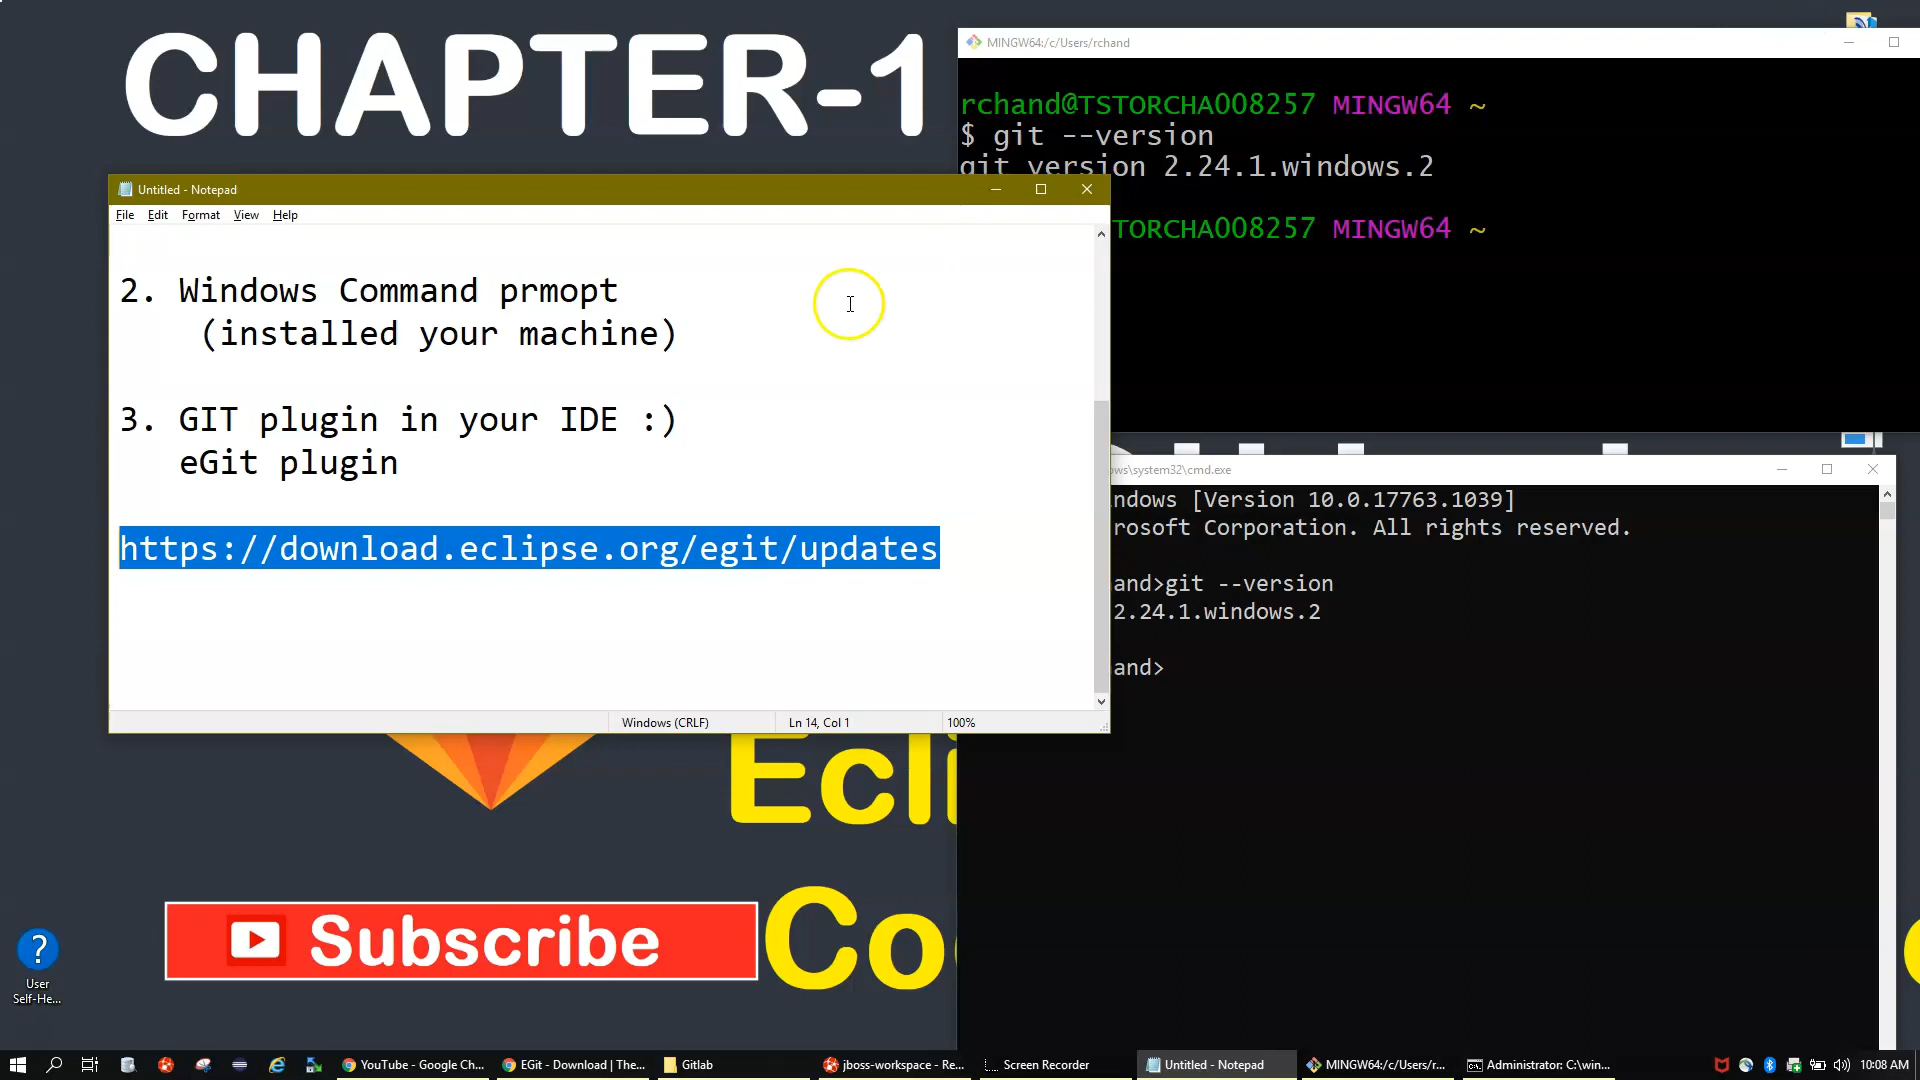 CHAPTER-1
MINGW64:/c/Users/rchand
rchand@TSTORCHA008257 MINGW64 ~
$ git --version
git version 2.24.1.windows.2
TORCHA008257 MINGW64 ~
Untitled - Notepad
File Edit Format View Help
2. Windows Command prmopt
(installed your machine)
3. GIT plugin in your IDE :)
eGit plugin
https://download.eclipse.org/egit/updates
Windows (CRLF) Ln 14, Col 1 100%
ows\system32\cmd.exe
ndows [Version 10.0.17763.1039]
rosoft Corporation. All rights reserved.
and>git --version
2.24.1.windows.2
and>
Ecli
Subscribe
Co
User
Self-He...
YouTube - Google Ch... EGit - Download | The... Gitlab jboss-workspace - Re... Screen Recorder Untitled - Notepad MINGW64:/c/Users/r... Administrator: C:\win... 10:08 AM